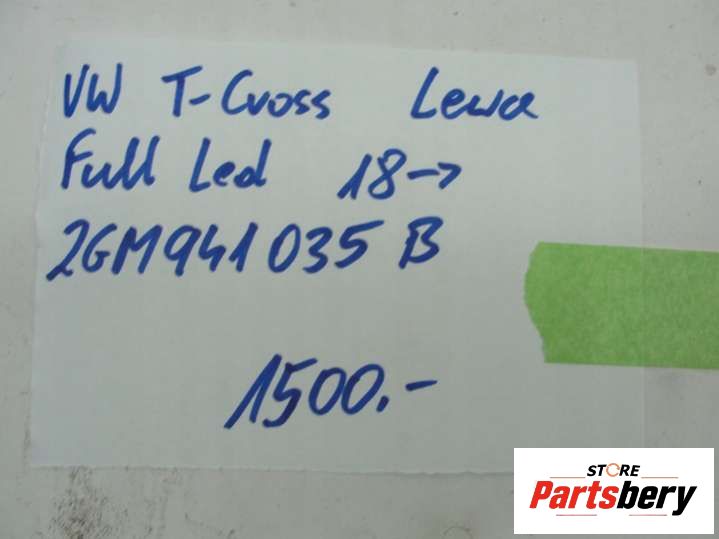 VW T-Cross Lewa
Full Led 18->
2GM941035 B
1500.-
STORE
Partsbery